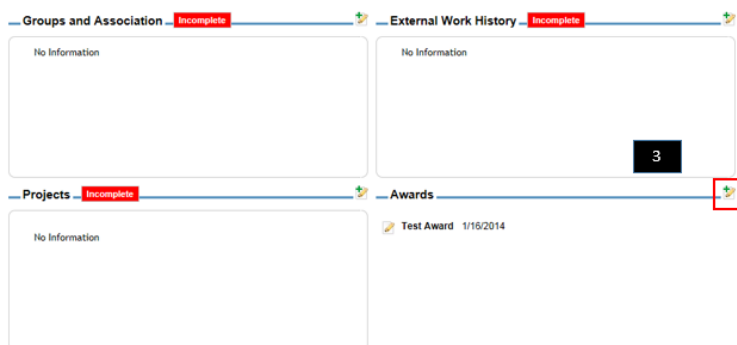 Groups and Association Incomplete
External Work History Incomplete
No Information
No Information
3
Projects Incomplete
Awards
No Information
Test Award 1/16/2014